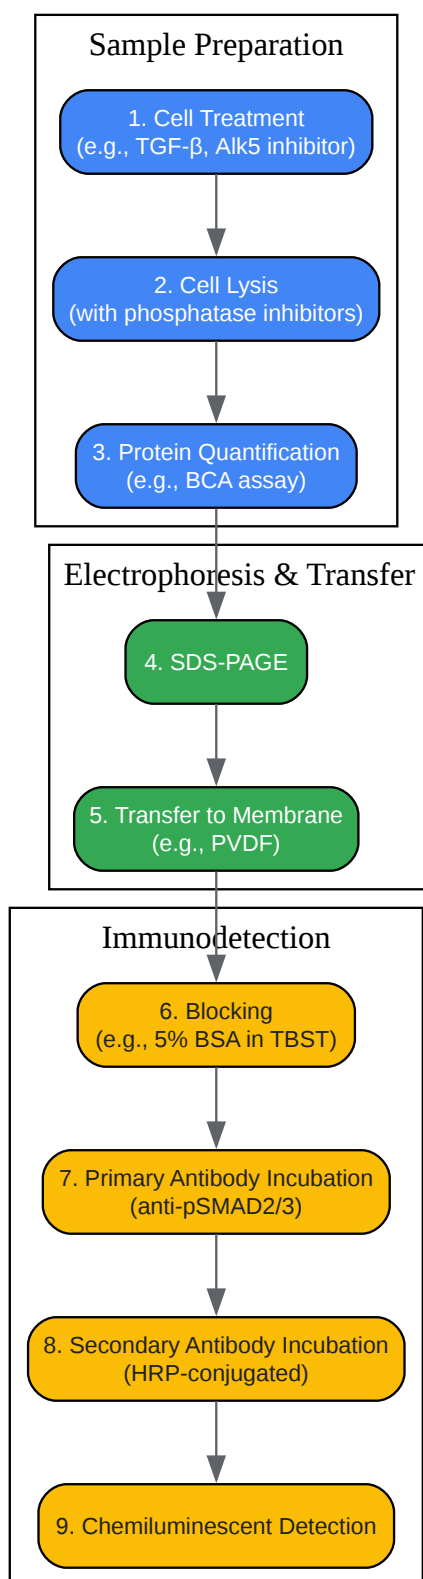 Sample Preparation
1. Cell Treatment
(e.g., TGF-β, Alk5 inhibitor)
2. Cell Lysis
(with phosphatase inhibitors)
3. Protein Quantification
(e.g., BCA assay)
Electrophoresis & Transfer
4. SDS-PAGE
5. Transfer to Membrane
(e.g., PVDF)
Immunodetection
6. Blocking
(e.g., 5% BSA in TBST)
7. Primary Antibody Incubation
(anti-pSMAD2/3)
8. Secondary Antibody Incubation
(HRP-conjugated)
9. Chemiluminescent Detection